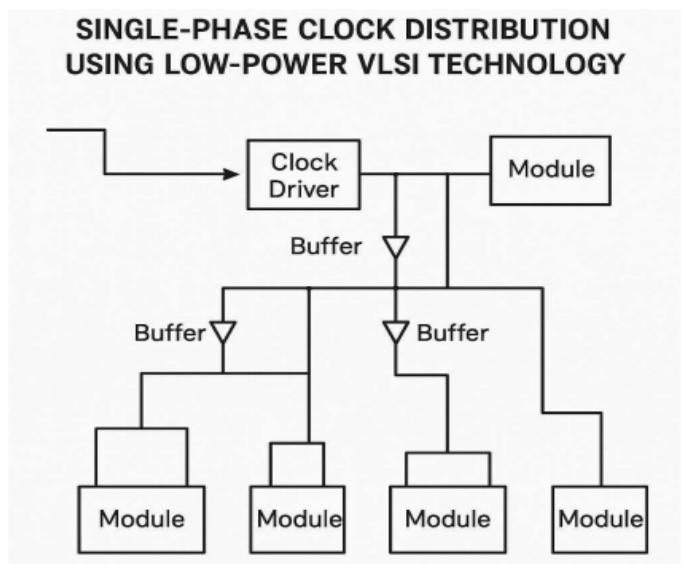 SINGLE-PHASE CLOCK DISTRIBUTION
USING LOW-POWER VLSI TECHNOLOGY
Clock
Driver
Module
Buffer
Buffer
Buffer
Module
Module
Module
Module